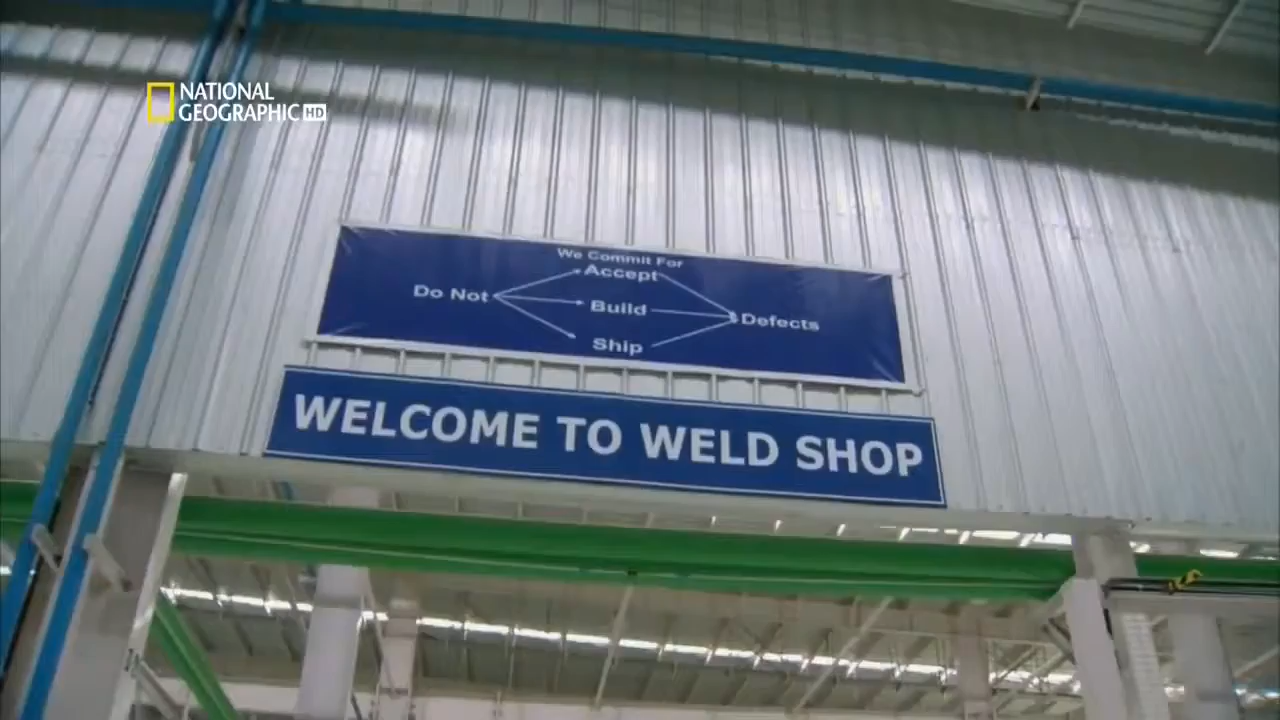 NATIONAL
GEOGRAPHIC HD
We Commit For
Accept
Do Not
Build
Defects
Ship
WELCOME TO WELD SHOP